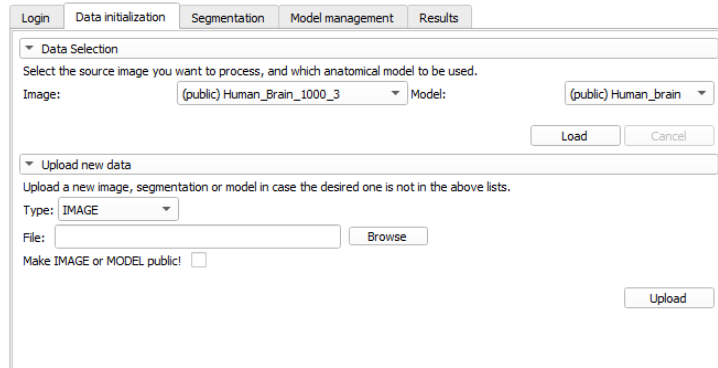 Login Data initialization Segmentation Model management Results
Data Selection
Select the source image you want to process, and which anatomical model to be used.
Image: (public) Human_Brain_1000_3 Model: (public) Human_brain
Load Cancel
Upload new data
Upload a new image, segmentation or model in case the desired one is not in the above lists.
Type: IMAGE
File: Browse
Make IMAGE or MODEL public!
Upload